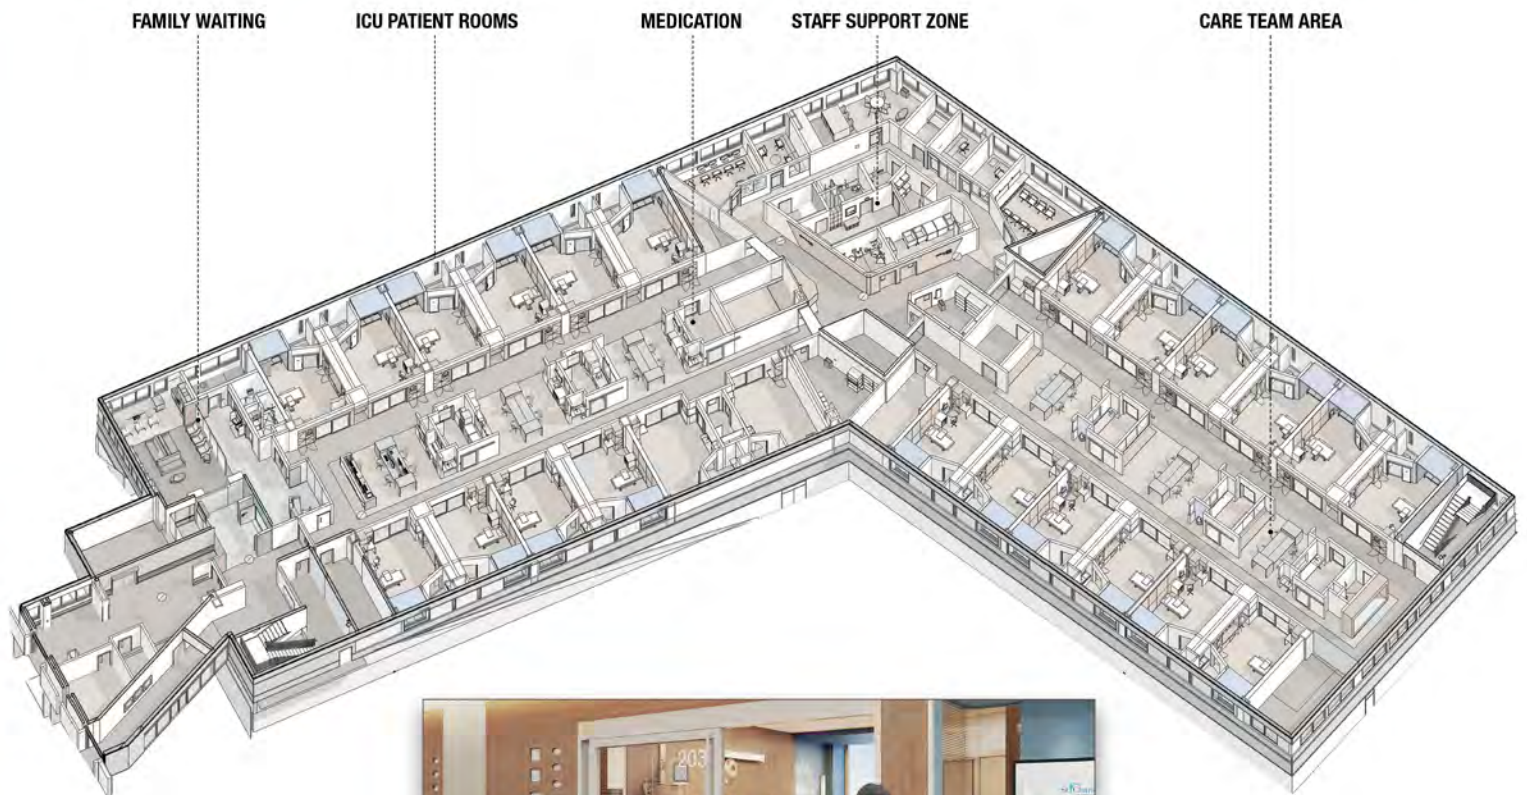 FAMILY WAITING
ICU PATIENT ROOMS
MEDICATION
STAFF SUPPORT ZONE
CARE TEAM AREA
203